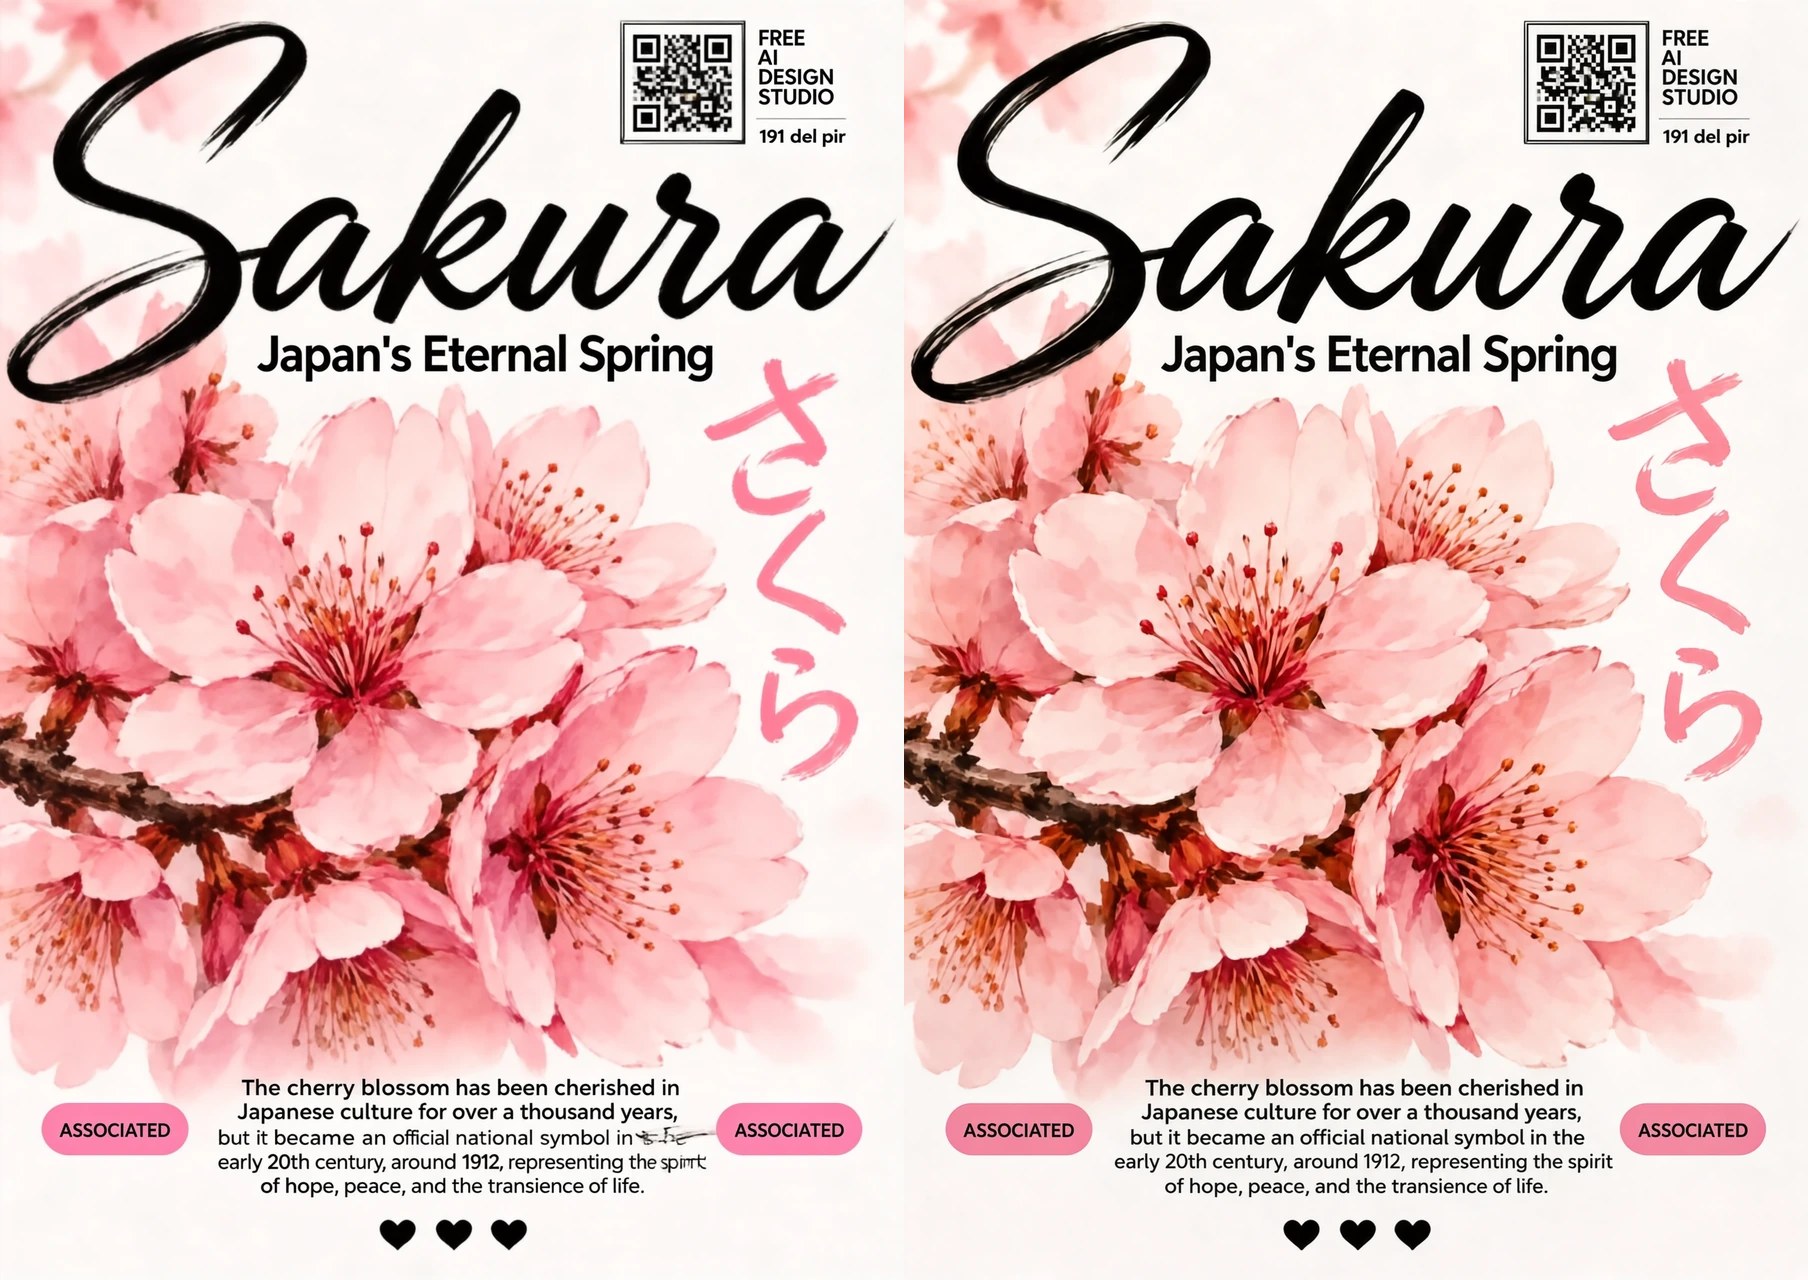 Sakura
FREE
AI
DESIGN
STUDIO
191 del pir
Japan's Eternal Spring
さくら
The cherry blossom has been cherished in
Japanese culture for over a thousand years,
but it became an official national symbol in
early 20th century, around 1912, representing the spirit
of hope, peace, and the transience of life.
ASSOCIATED
ASSOCIATED
Sakura
FREE
AI
DESIGN
STUDIO
191 del pir
Japan's Eternal Spring
さくら
The cherry blossom has been cherished in
Japanese culture for over a thousand years,
but it became an official national symbol in the
early 20th century, around 1912, representing the spirit
of hope, peace, and the transience of life.
ASSOCIATED
ASSOCIATED